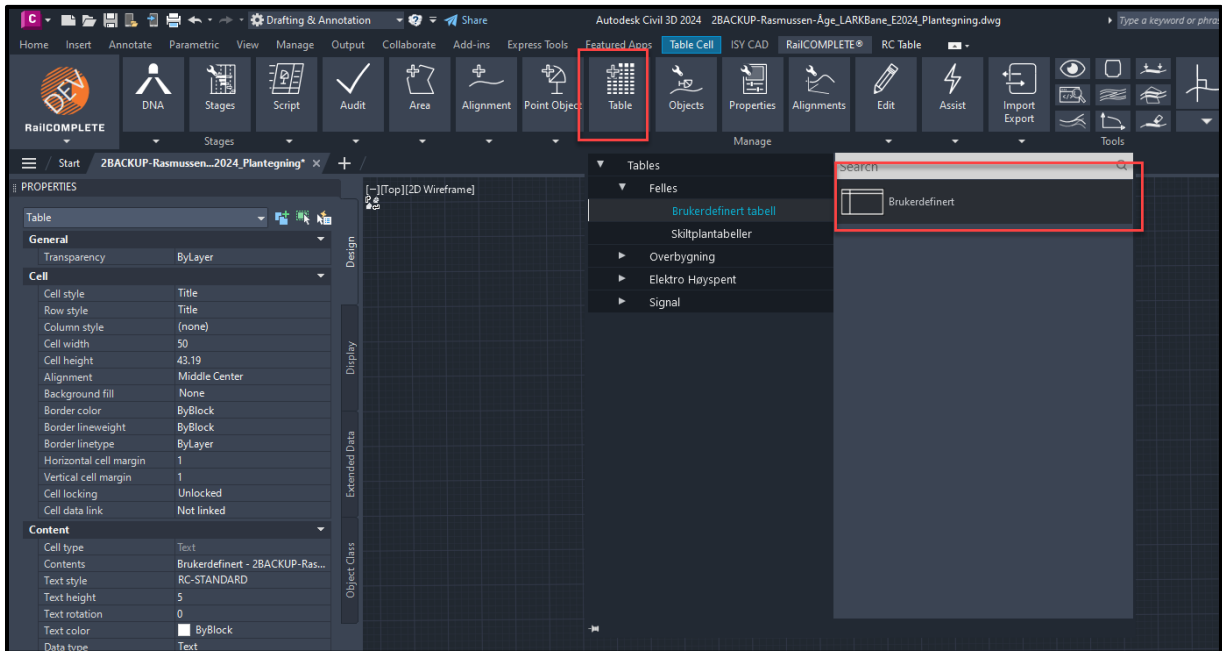 C Drafting & Annotation Share Autodesk Civil 3D 2024 2BACKUP-Rasmussen-Åge_LARKBane_E2024_Plantegning.dwg Type a keyword or phras
Home Insert Annotate Parametric View Manage Output Collaborate Add-ins Express Tools Featured Apps Table Cell ISY CAD RailCOMPLETE® RC Table
DEV
RailCOMPLETE
DNA Stages Script Audit Area Alignment Point Object Table Objects Properties Alignments Edit Assist Import Export
Stages Manage Tools
Start 2BACKUP-Rasmussen...2024_Plantegning* × +
PROPERTIES
[−][Top][2D Wireframe]
Table
General
Transparency ByLayer
Cell
Cell style Title
Row style Title
Column style (none)
Cell width 50
Cell height 43.19
Alignment Middle Center
Background fill None
Border color ByBlock
Border lineweight ByBlock
Border linetype ByLayer
Horizontal cell margin 1
Vertical cell margin 1
Cell locking Unlocked
Cell data link Not linked
Content
Cell type Text
Contents Brukerdefinert - 2BACKUP-Ras...
Text style RC-STANDARD
Text height 5
Text rotation 0
Text color ByBlock
Data type Text
Design
Display
Extended Data
Object Class
Tables
Felles
Brukerdefinert tabell
Skiltplantabeller
Overbygning
Elektro Høyspent
Signal
Search
Brukerdefinert